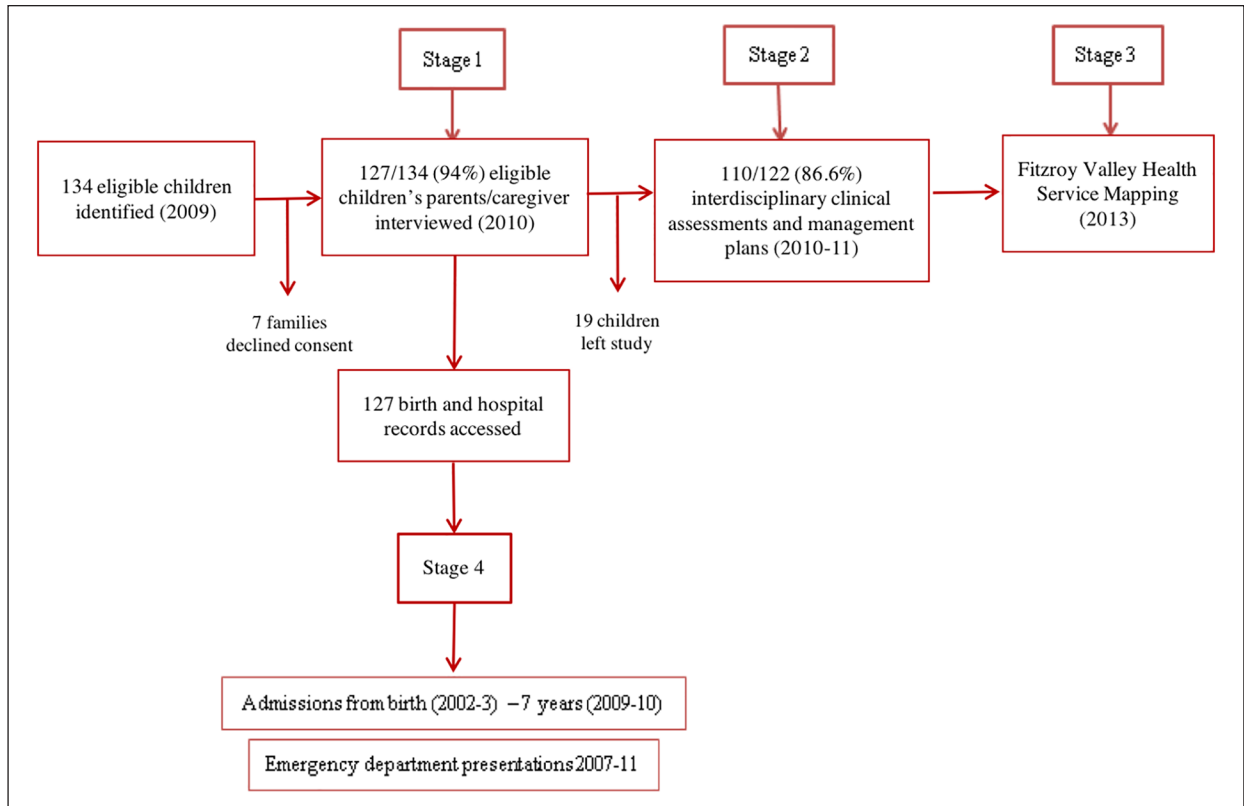 Stage 1
Stage 2
Stage 3
134 eligible children
identified (2009)
127/134 (94%) eligible
children's parents/caregiver
interviewed (2010)
110/122 (86.6%)
interdisciplinary clinical
assessments and management
plans (2010-11)
Fitzroy Valley Health
Service Mapping
(2013)
7 families
declined consent
19 children
left study
127 birth and hospital
records accessed
Stage 4
Admissions from birth (2002-3) –7 years (2009-10)
Emergency department presentations 2007-11